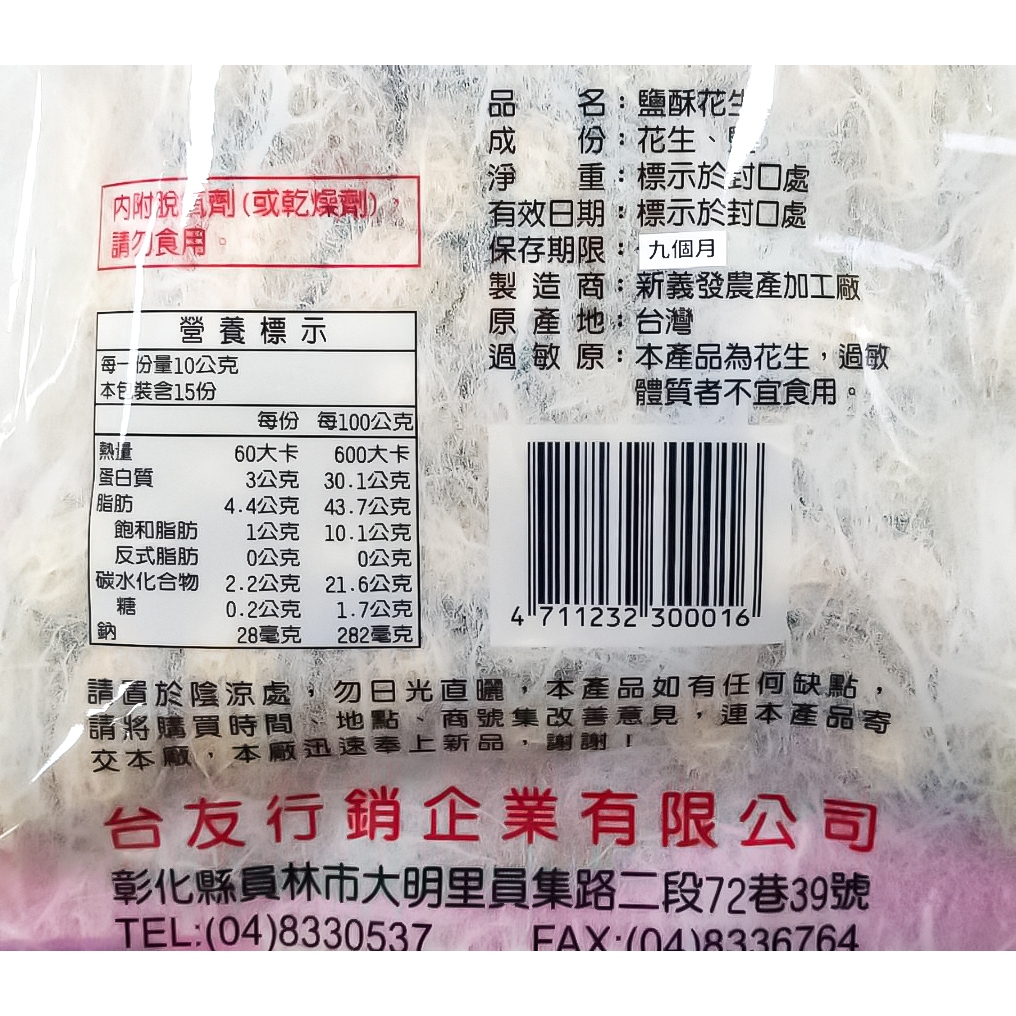 品名：鹽酥花生
成份：花生、
淨重：標示於封口處
有效日期：標示於封口處
保存期限：九個月
製造商：新義發農產加工廠
原產地：台灣
過敏原：本產品為花生，過敏
體質者不宜食用。
內附脫氧劑(或乾燥劑)，
請勿食用。
營養標示
每一份量10公克
本包裝含15份
每份 每100公克
熱量 60大卡 600大卡
蛋白質 3公克 30.1公克
脂肪 4.4公克 43.7公克
飽和脂肪 1公克 10.1公克
反式脂肪 0公克 0公克
碳水化合物 2.2公克 21.6公克
糖 0.2公克 1.7公克
鈉 28毫克 282毫克
4 711232 300016
請置於陰涼處，勿日光直曬，本產品如有任何缺點，
請將購買時間、地點、商號集改善意見，連本產品寄
交本廠，本廠迅速奉上新品，謝謝！
台友行銷企業有限公司
彰化縣員林市大明里員集路二段72巷39號
TEL:(04)8330537 FAX:(04)8336764